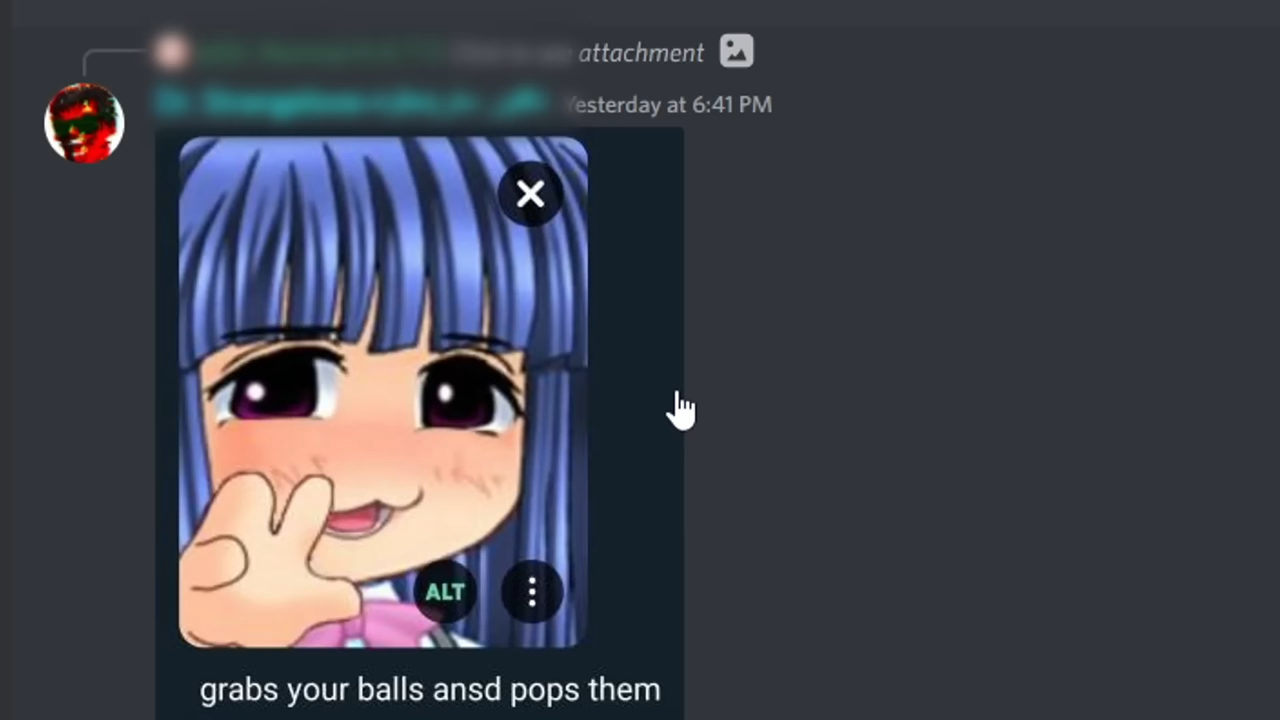 attachment
Yesterday at 6:41 PM
ALT
grabs your balls ansd pops them